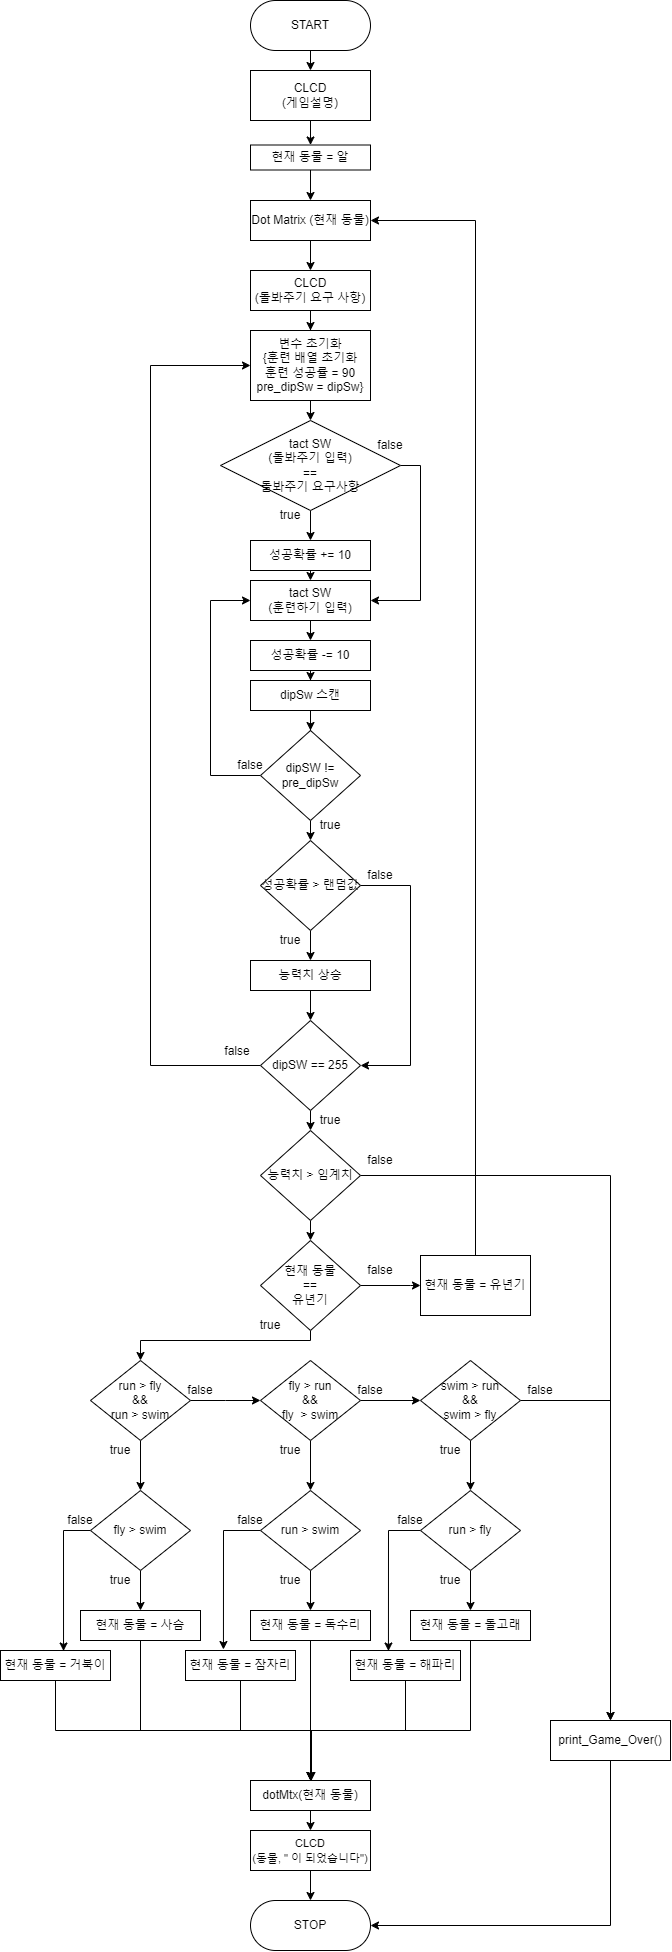 START
CLCD
(게임설명)
현재 동물 = 알
Dot Matrix (현재 동물)
CLCD
(돌봐주기 요구 사항)
변수 초기화
{훈련 배열 초기화
훈련 성공률 = 90
pre_dipSw = dipSw}
tact SW
(돌봐주기 입력)
==
돌봐주기 요구사항
false
true
성공확률 += 10
tact SW
(훈련하기 입력)
성공확률 -= 10
dipSw 스캔
dipSW !=
pre_dipSw
false
true
성공확률 > 랜덤값
false
true
능력치 상승
dipSW == 255
false
true
능력치 > 임계치
false
현재 동물
==
유년기
false
현재 동물 = 유년기
true
run > fly
&&
run > swim
false
fly > run
&&
fly > swim
false
swim > run
&&
swim > fly
false
true
true
true
false
fly > swim
false
run > swim
false
run > fly
true
true
true
현재 동물 = 사슴
현재 동물 = 독수리
현재 동물 = 돌고래
현재 동물 = 거북이
현재 동물 = 잠자리
현재 동물 = 해파리
print_Game_Over()
dotMtx(현재 동물)
CLCD
(동물, " 이 되었습니다")
STOP